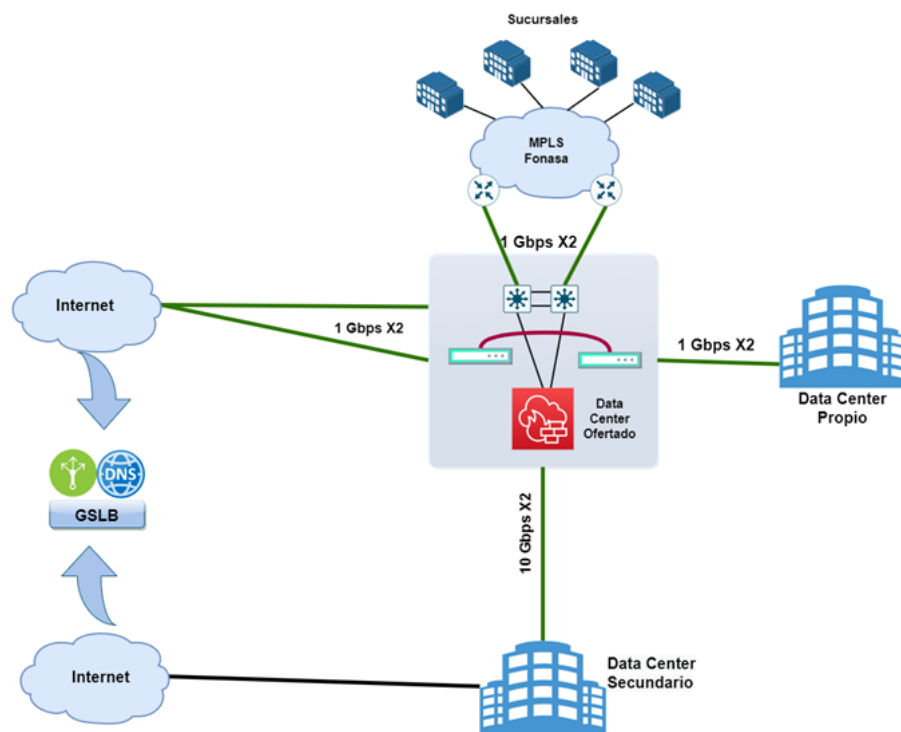 Sucursales
MPLS
Fonasa
1 Gbps X2
Internet
1 Gbps X2
1 Gbps X2
Data
Center
Ofertado
Data Center
Propio
DNS
GSLB
10 Gbps X2
Internet
Data Center
Secundario